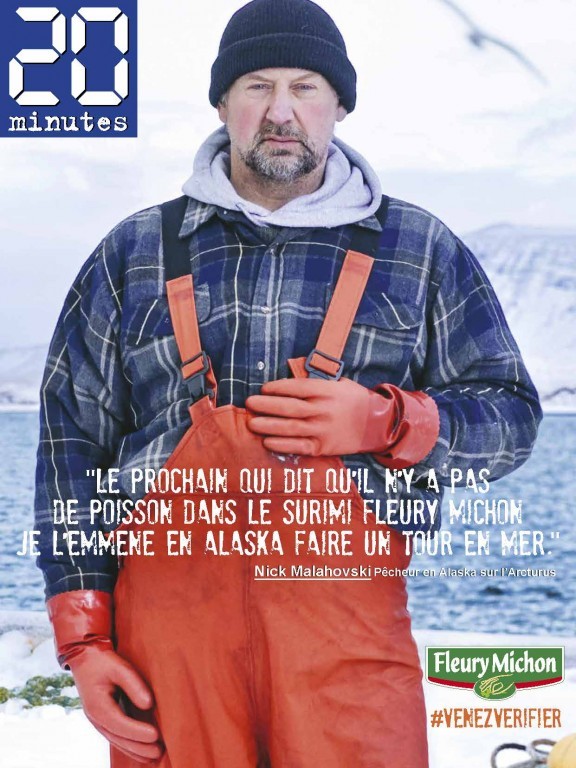 20
minutes
"LE PROCHAIN QUI DIT QU'IL N'Y A PAS
DE POISSON DANS LE SURIMI FLEURY MICHON
JE L'EMMENE EN ALASKA FAIRE UN TOUR EN MER."
Nick Malahovski Pêcheur en Alaska sur l'Arcturus
Fleury Michon
#VENEZVERIFIER